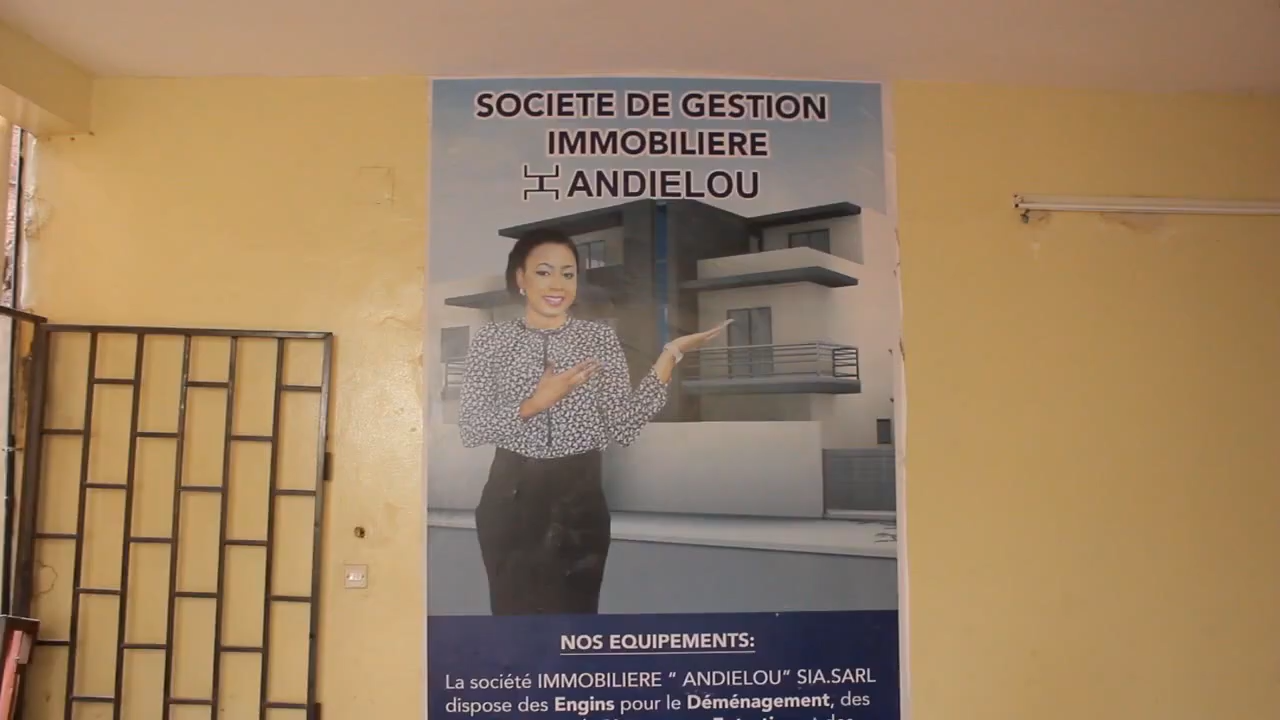 SOCIETE DE GESTION
IMMOBILIERE
ANDIELOU
NOS EQUIPEMENTS:
La société IMMOBILIERE “ ANDIELOU” SIA.SARL
dispose des Engins pour le Déménagement, des